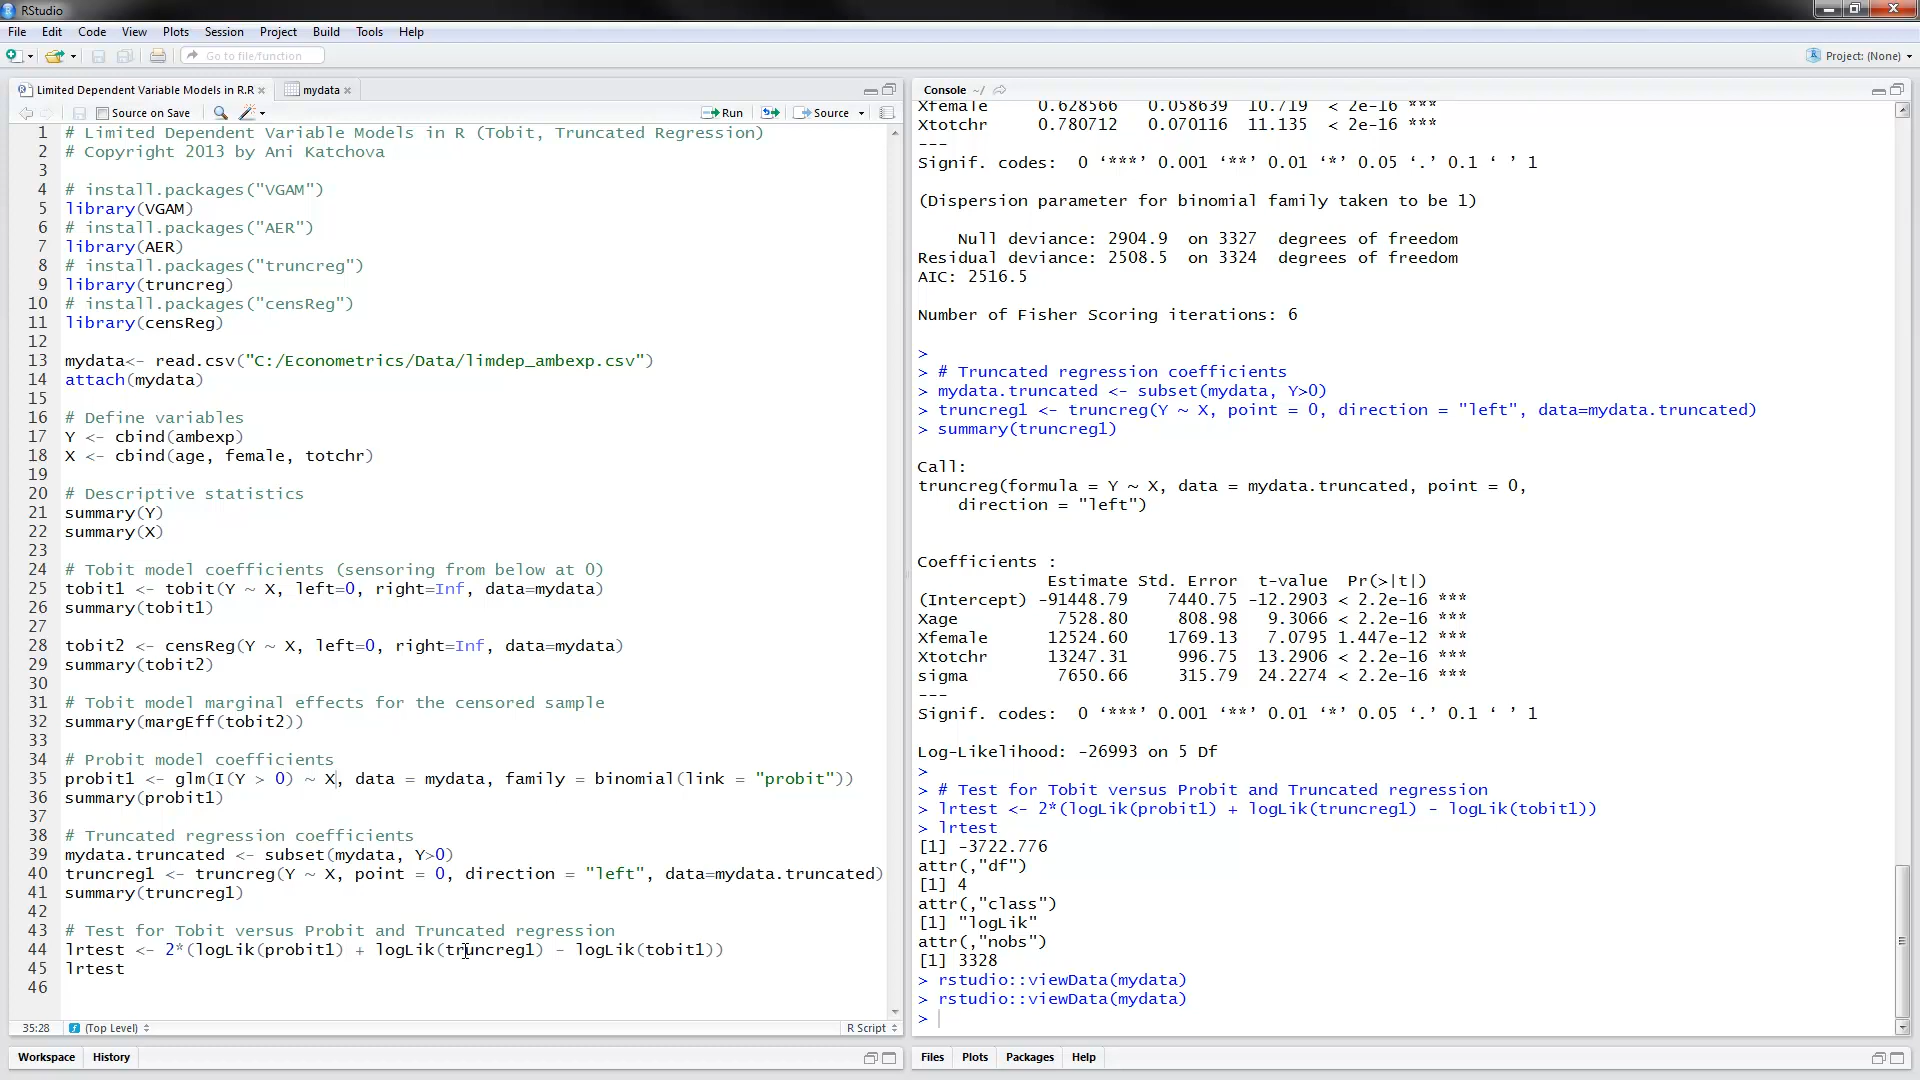 RStudio
File Edit Code View Plots Session Project Build Tools Help
Go to file/function
Project: (None)
Limited Dependent Variable Models in R.R
mydata
Source on Save
Run
Source
1 # Limited Dependent Variable Models in R (Tobit, Truncated Regression)
2 # Copyright 2013 by Ani Katchova
3
4 # install.packages("VGAM")
5 library(VGAM)
6 # install.packages("AER")
7 library(AER)
8 # install.packages("truncreg")
9 library(truncreg)
10 # install.packages("censReg")
11 library(censReg)
12
13 mydata<- read.csv("C:/Econometrics/Data/limdep_ambexp.csv")
14 attach(mydata)
15
16 # Define variables
17 Y <- cbind(ambexp)
18 X <- cbind(age, female, totchr)
19
20 # Descriptive statistics
21 summary(Y)
22 summary(X)
23
24 # Tobit model coefficients (sensoring from below at 0)
25 tobit1 <- tobit(Y ~ X, left=0, right=Inf, data=mydata)
26 summary(tobit1)
27
28 tobit2 <- censReg(Y ~ X, left=0, right=Inf, data=mydata)
29 summary(tobit2)
30
31 # Tobit model marginal effects for the censored sample
32 summary(margEff(tobit2))
33
34 # Probit model coefficients
35 probit1 <- glm(I(Y > 0) ~ X, data = mydata, family = binomial(link = "probit"))
36 summary(probit1)
37
38 # Truncated regression coefficients
39 mydata.truncated <- subset(mydata, Y>0)
40 truncreg1 <- truncreg(Y ~ X, point = 0, direction = "left", data=mydata.truncated)
41 summary(truncreg1)
42
43 # Test for Tobit versus Probit and Truncated regression
44 lrtest <- 2*(logLik(probit1) + logLik(truncreg1) - logLik(tobit1))
45 lrtest
46
35:28 (Top Level) R Script
Workspace History
Console ~/
Xfemale 0.628566 0.058639 10.719 < 2e-16 ***
Xtotchr 0.780712 0.070116 11.135 < 2e-16 ***
---
Signif. codes: 0 ‘***’ 0.001 ‘**’ 0.01 ‘*’ 0.05 ‘.’ 0.1 ‘ ’ 1
(Dispersion parameter for binomial family taken to be 1)
Null deviance: 2904.9 on 3327 degrees of freedom
Residual deviance: 2508.5 on 3324 degrees of freedom
AIC: 2516.5
Number of Fisher Scoring iterations: 6
>
> # Truncated regression coefficients
> mydata.truncated <- subset(mydata, Y>0)
> truncreg1 <- truncreg(Y ~ X, point = 0, direction = "left", data=mydata.truncated)
> summary(truncreg1)
Call:
truncreg(formula = Y ~ X, data = mydata.truncated, point = 0,
direction = "left")
Coefficients :
Estimate Std. Error t-value Pr(>|t|)
(Intercept) -91448.79 7440.75 -12.2903 < 2.2e-16 ***
Xage 7528.80 808.98 9.3066 < 2.2e-16 ***
Xfemale 12524.60 1769.13 7.0795 1.447e-12 ***
Xtotchr 13247.31 996.75 13.2906 < 2.2e-16 ***
sigma 7650.66 315.79 24.2274 < 2.2e-16 ***
---
Signif. codes: 0 ‘***’ 0.001 ‘**’ 0.01 ‘*’ 0.05 ‘.’ 0.1 ‘ ’ 1
Log-Likelihood: -26993 on 5 Df
>
> # Test for Tobit versus Probit and Truncated regression
> lrtest <- 2*(logLik(probit1) + logLik(truncreg1) - logLik(tobit1))
> lrtest
[1] -3722.776
attr(,"df")
[1] 4
attr(,"class")
[1] "logLik"
attr(,"nobs")
[1] 3328
> rstudio::viewData(mydata)
> rstudio::viewData(mydata)
>
Files Plots Packages Help